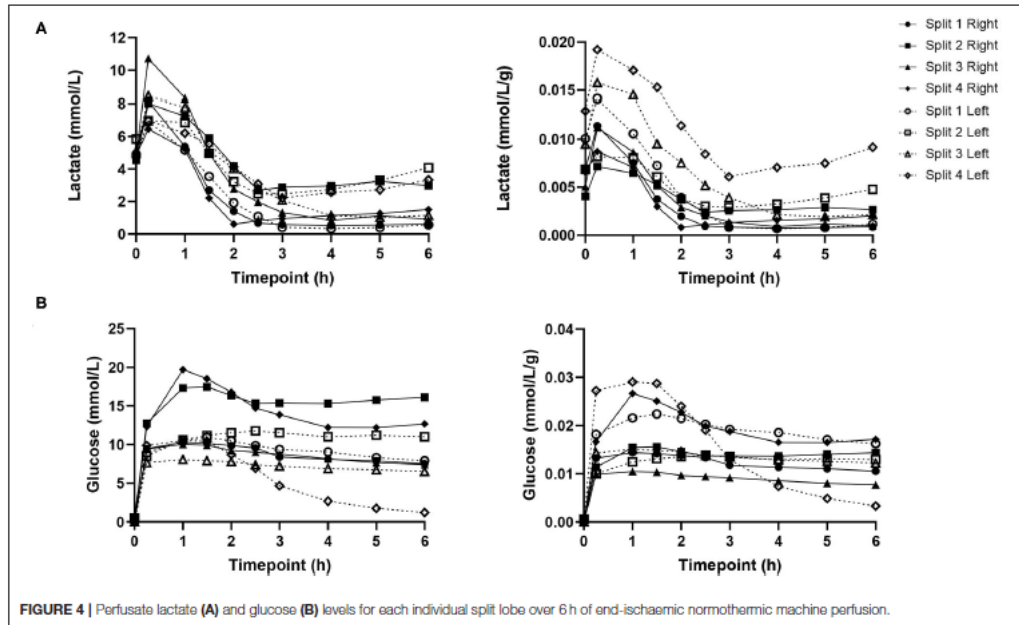 A
Lactate (mmol/L)
12
10
8
6
4
2
0
0 1 2 3 4 5 6
Timepoint (h)
Lactate (mmol/L/g)
0.020
0.015
0.010
0.005
0.000
0 1 2 3 4 5 6
Timepoint (h)
Split 1 Right
Split 2 Right
Split 3 Right
Split 4 Right
Split 1 Left
Split 2 Left
Split 3 Left
Split 4 Left
B
Glucose (mmol/L)
25
20
15
10
5
0
0 1 2 3 4 5 6
Timepoint (h)
Glucose (mmol/L/g)
0.04
0.03
0.02
0.01
0.00
0 1 2 3 4 5 6
Timepoint (h)
FIGURE 4 | Perfusate lactate (A) and glucose (B) levels for each individual split lobe over 6 h of end-ischaemic normothermic machine perfusion.